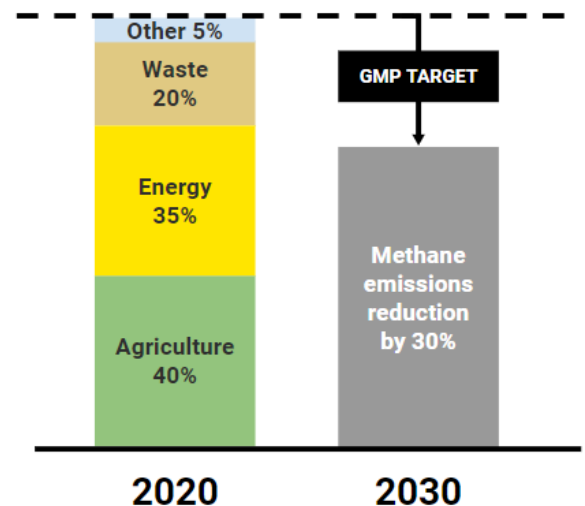 Other 5%
Waste
20%
Energy
35%
Agriculture
40%
GMP TARGET
Methane
emissions
reduction
by 30%
2020
2030